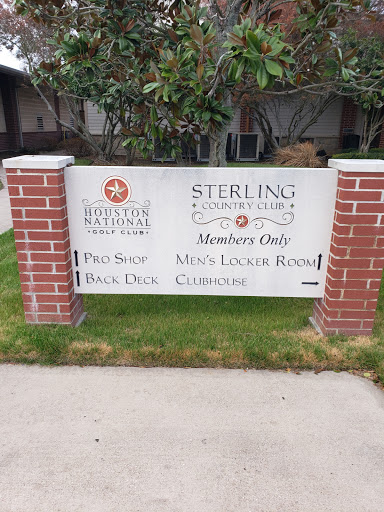 HOUSTON
NATIONAL
GOLF CLUB
PRO SHOP
BACK DECK
STERLING
COUNTRY CLUB
Members Only
MEN'S LOCKER ROOM
CLUBHOUSE